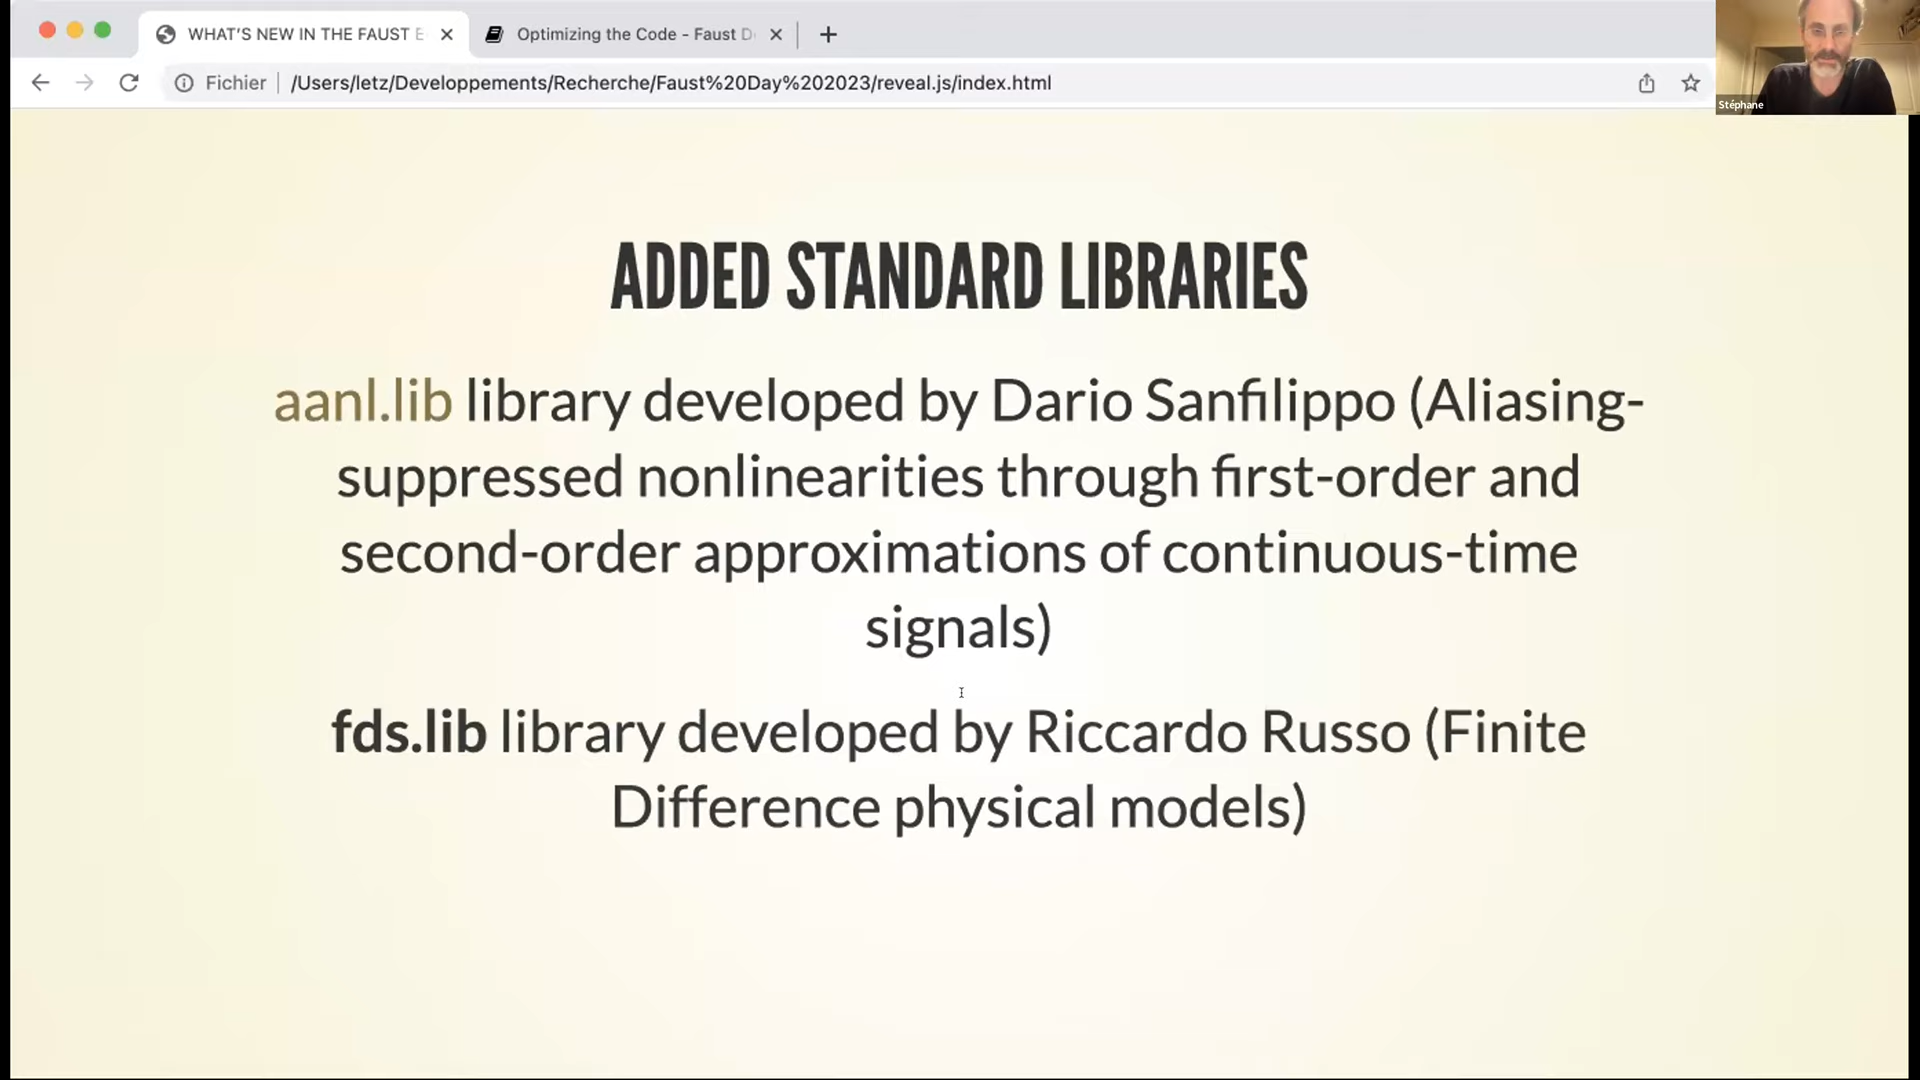 WHAT'S NEW IN THE FAUST E
Optimizing the Code - Faust D
Fichier
/Users/letz/Developpements/Recherche/Faust%20Day%202023/reveal.js/index.html
Stéphane
ADDED STANDARD LIBRARIES
aanl.lib library developed by Dario Sanfilippo (Aliasing-
suppressed nonlinearities through first-order and
second-order approximations of continuous-time
signals)
fds.lib library developed by Riccardo Russo (Finite
Difference physical models)